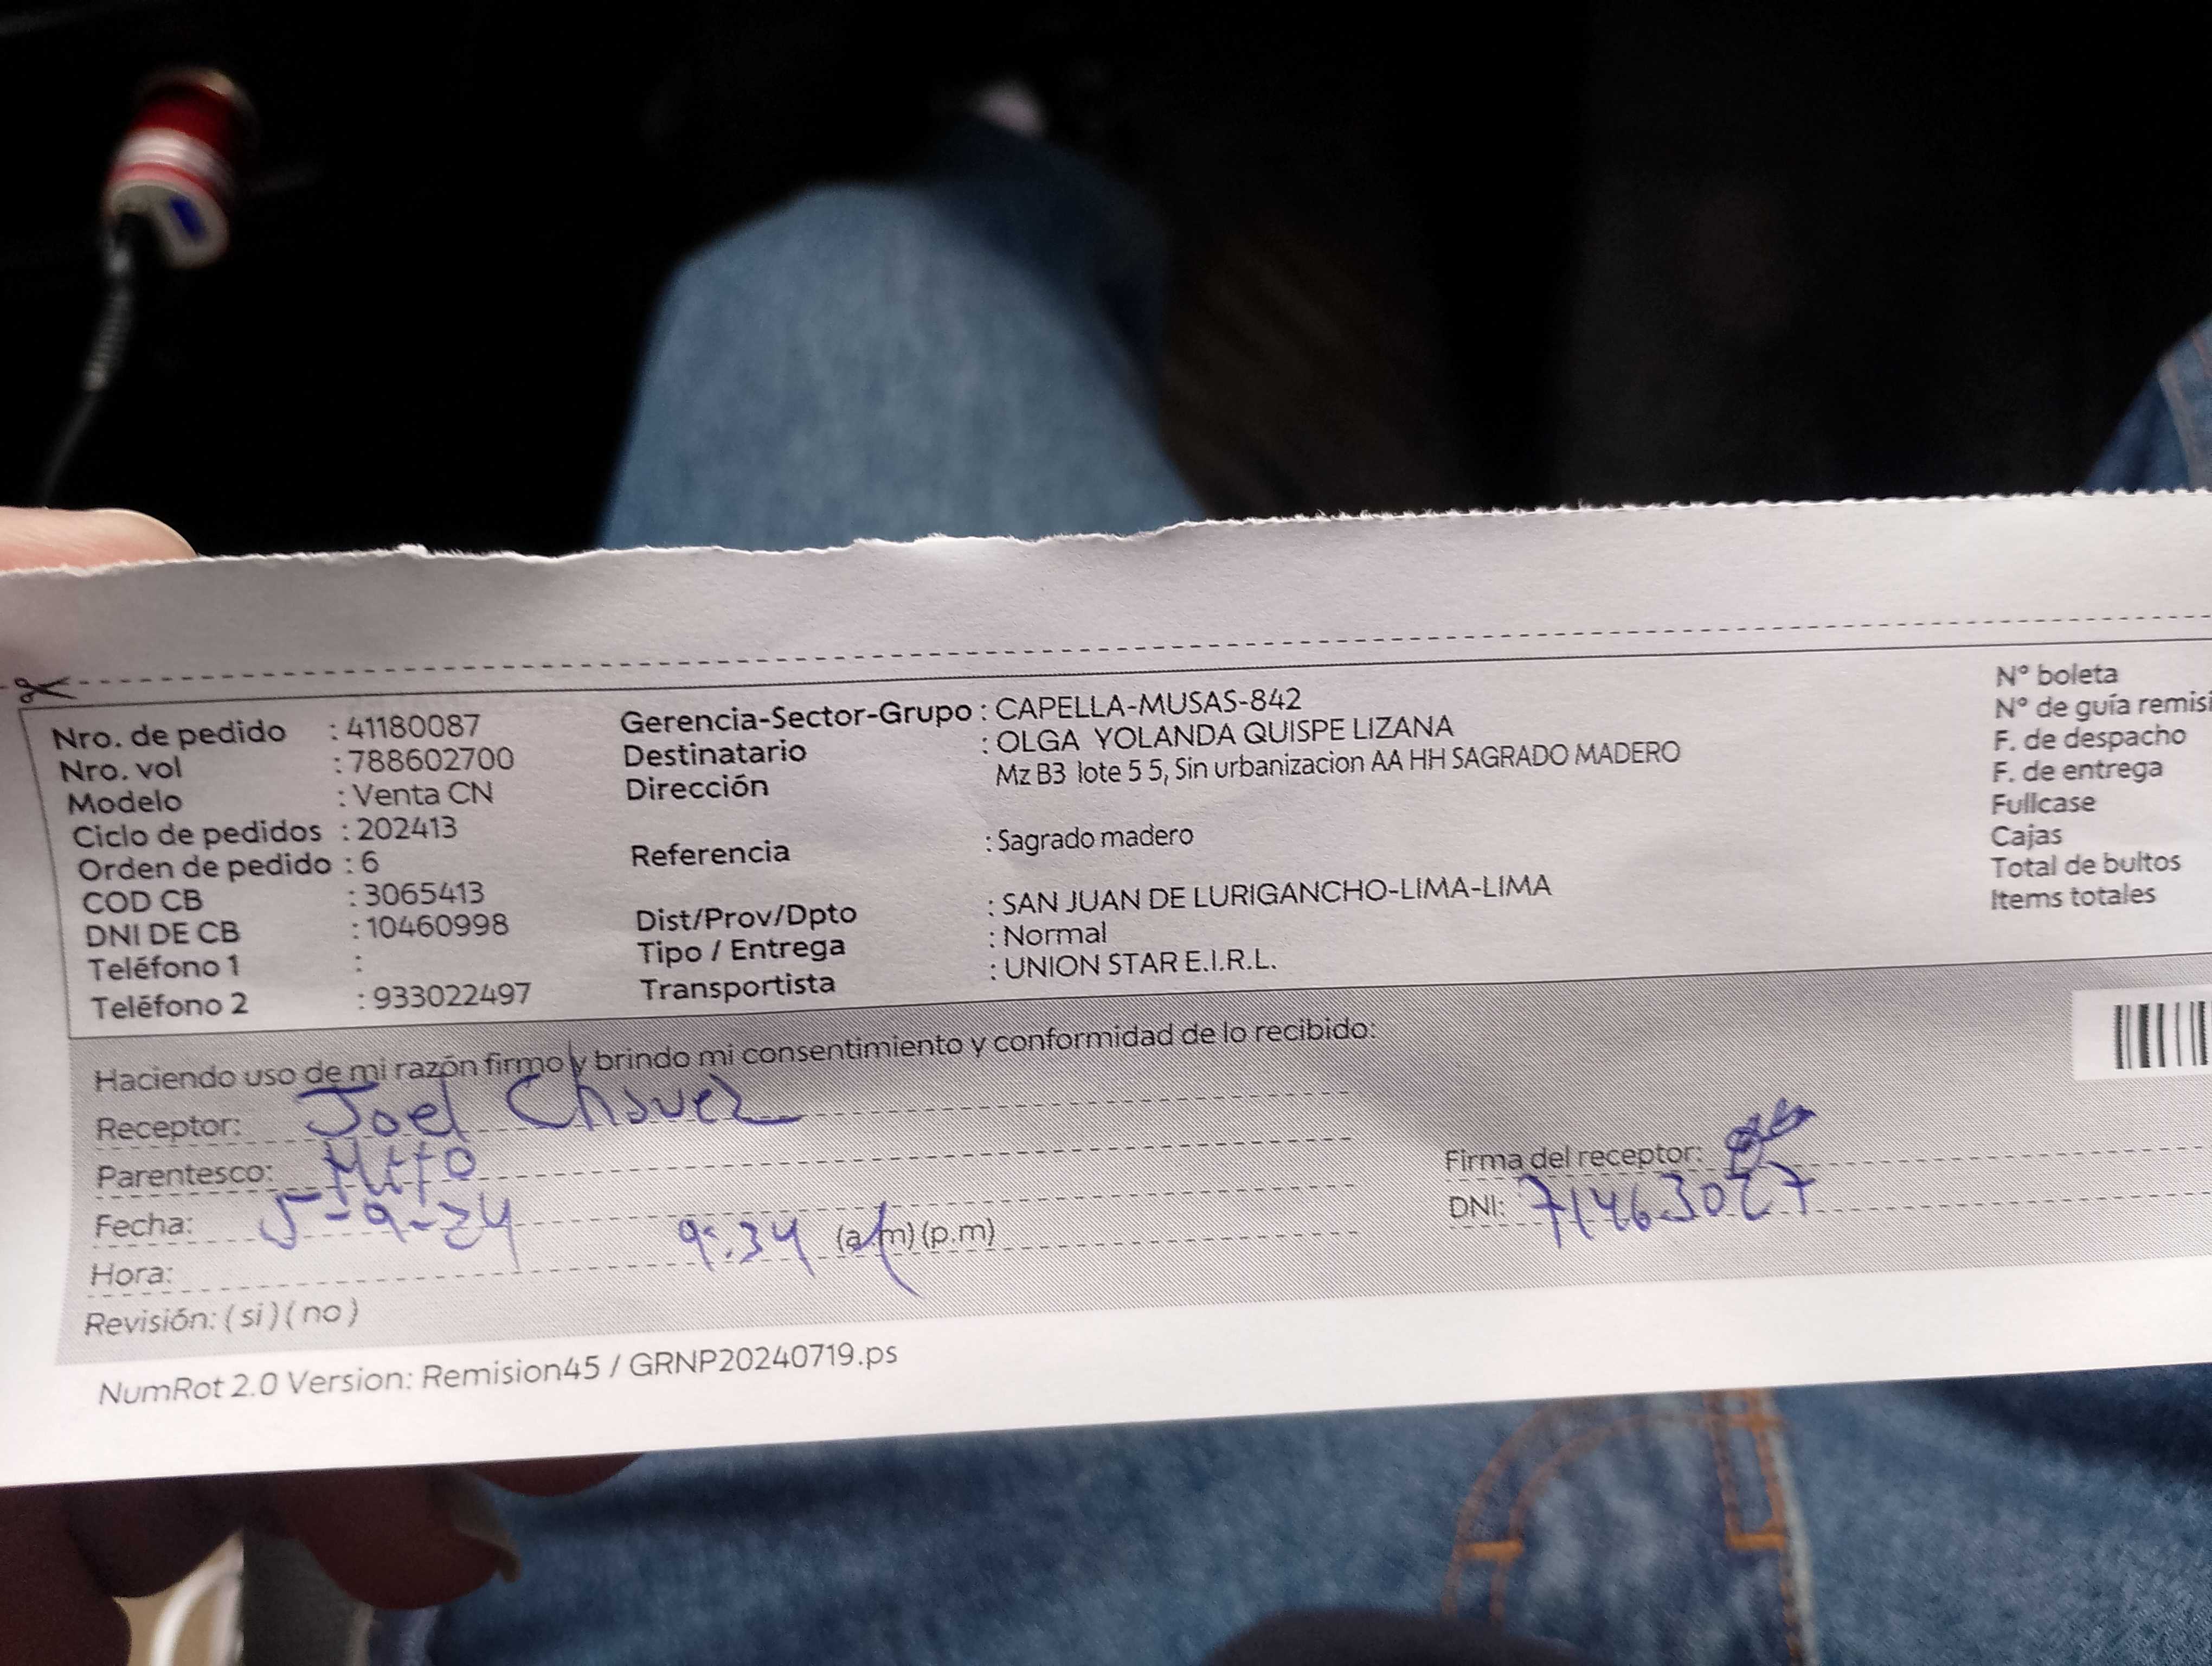 Nro. de pedido : 41180087
Nro. vol : 788602700
Modelo : Venta CN
Ciclo de pedidos : 202413
Orden de pedido : 6
COD CB : 3065413
DNI DE CB : 10460998
Teléfono 1 :
Teléfono 2 : 933022497
Gerencia-Sector-Grupo : CAPELLA-MUSAS-842
Destinatario : OLGA YOLANDA QUISPE LIZANA
Dirección Mz B3 lote 5 5, Sin urbanizacion AA HH SAGRADO MADERO
Referencia : Sagrado madero
Dist/Prov/Dpto : SAN JUAN DE LURIGANCHO-LIMA-LIMA
Tipo / Entrega : Normal
Transportista : UNION STAR E.I.R.L.
N° boleta
N° de guía remisi
F. de despacho
F. de entrega
Fullcase
Cajas
Total de bultos
Items totales
Haciendo uso de mi razón firmo y brindo mi consentimiento y conformidad de lo recibido:
Receptor: Joel Chavez
Parentesco:
Fecha: 5-9-24
9:34 (a.m) (p.m)
Hora:
Revisión: ( si ) ( no )
Firma del receptor:
DNI: 71463027
NumRot 2.0 Version: Remision45 / GRNP20240719.ps